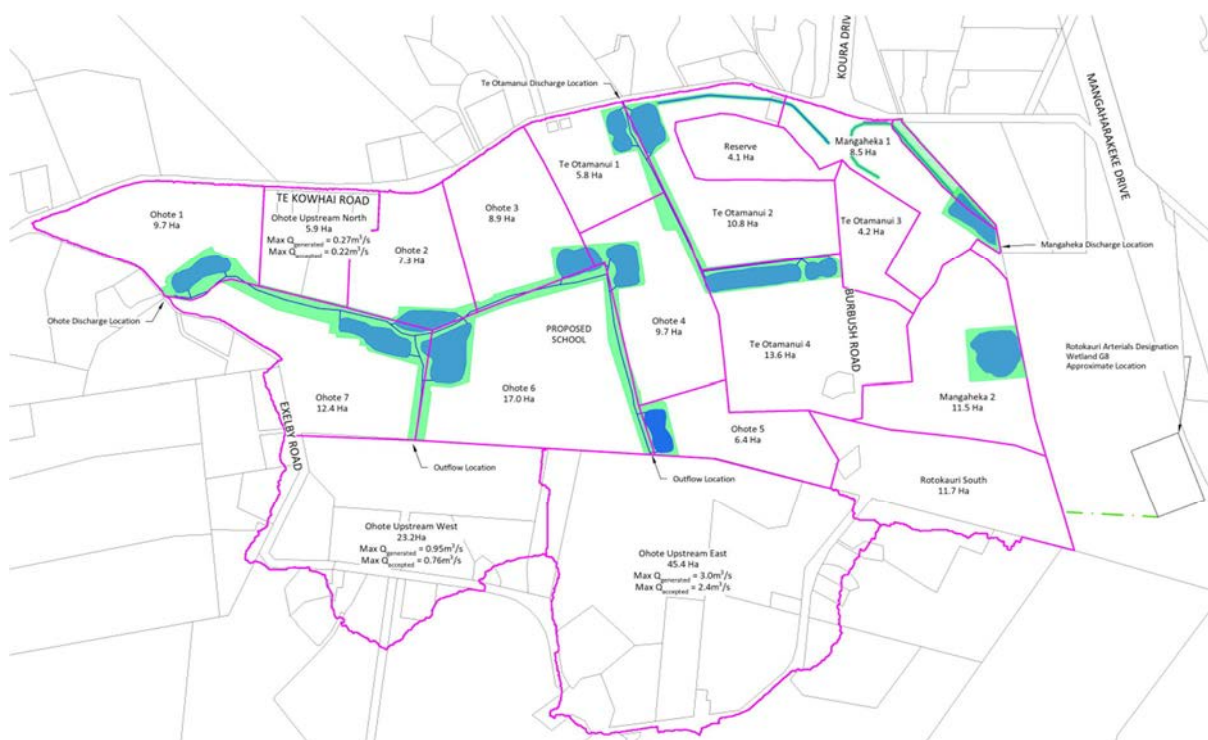 Te Otamanui Discharge Location
KOURA DRIV
MANGAHARAKEKE DRIVE
Mangaheka 1
8.5 Ha
Reserve
4.1 Ha
Te Otamanui 1
5.8 Ha
TE KOWHAI ROAD
Ohote 3
8.9 Ha
Ohote 1
9.7 Ha
Ohote Upstream North
5.9 Ha
Max Qgenerated = 0.27m³/s
Max Qaccepted = 0.22m³/s
Ohote 2
7.3 Ha
Te Otamanui 2
10.8 Ha
Te Otamanui 3
4.2 Ha
Mangaheka Discharge Location
Ohote Discharge Location
PROPOSED
SCHOOL
Ohote 4
9.7 Ha
BURBUSH ROAD
Te Otamanui 4
13.6 Ha
Rotokauri Arterials Designation
Wetland G8
Approximate Location
Ohote 7
12.4 Ha
Ohote 6
17.0 Ha
Mangaheka 2
11.5 Ha
EXELBY ROAD
Ohote 5
6.4 Ha
Outflow Location
Outflow Location
Rotokauri South
11.7 Ha
Ohote Upstream West
23.2Ha
Max Qgenerated = 0.95m³/s
Max Qaccepted = 0.76m³/s
Ohote Upstream East
45.4 Ha
Max Qgenerated = 3.0m³/s
Max Qaccepted = 2.4m³/s